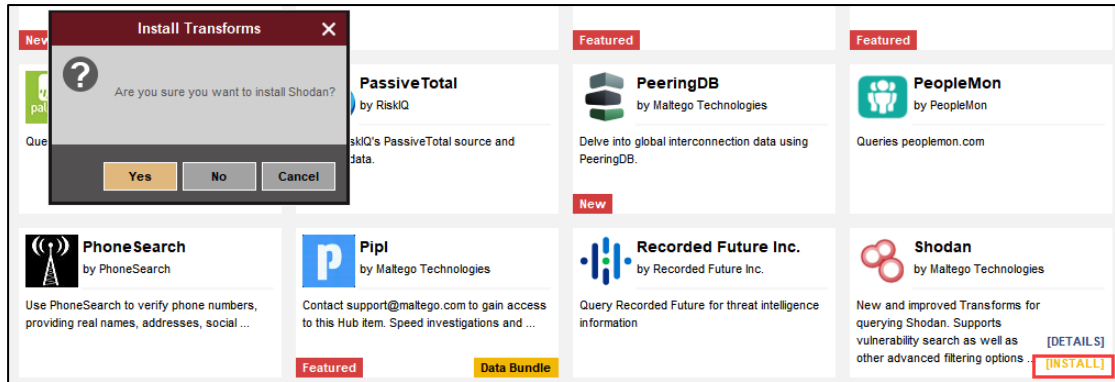 Install Transforms
Are you sure you want to install Shodan?
Yes No Cancel
New
Featured
Featured
pal
Que
PassiveTotal
by RiskIQ
skIQ's PassiveTotal source and
data.
PeeringDB
by Maltego Technologies
Delve into global interconnection data using
PeeringDB.
New
PeopleMon
by PeopleMon
Queries peoplemon.com
PhoneSearch
by PhoneSearch
Use PhoneSearch to verify phone numbers,
providing real names, addresses, social ...
Pipl
by Maltego Technologies
Contact support@maltego.com to gain access
to this Hub item. Speed investigations and ...
Featured
Data Bundle
Recorded Future Inc.
by Recorded Future Inc.
Query Recorded Future for threat intelligence
information
Shodan
by Maltego Technologies
New and improved Transforms for
querying Shodan. Supports
vulnerability search as well as
other advanced filtering options ...
[DETAILS]
[INSTALL]